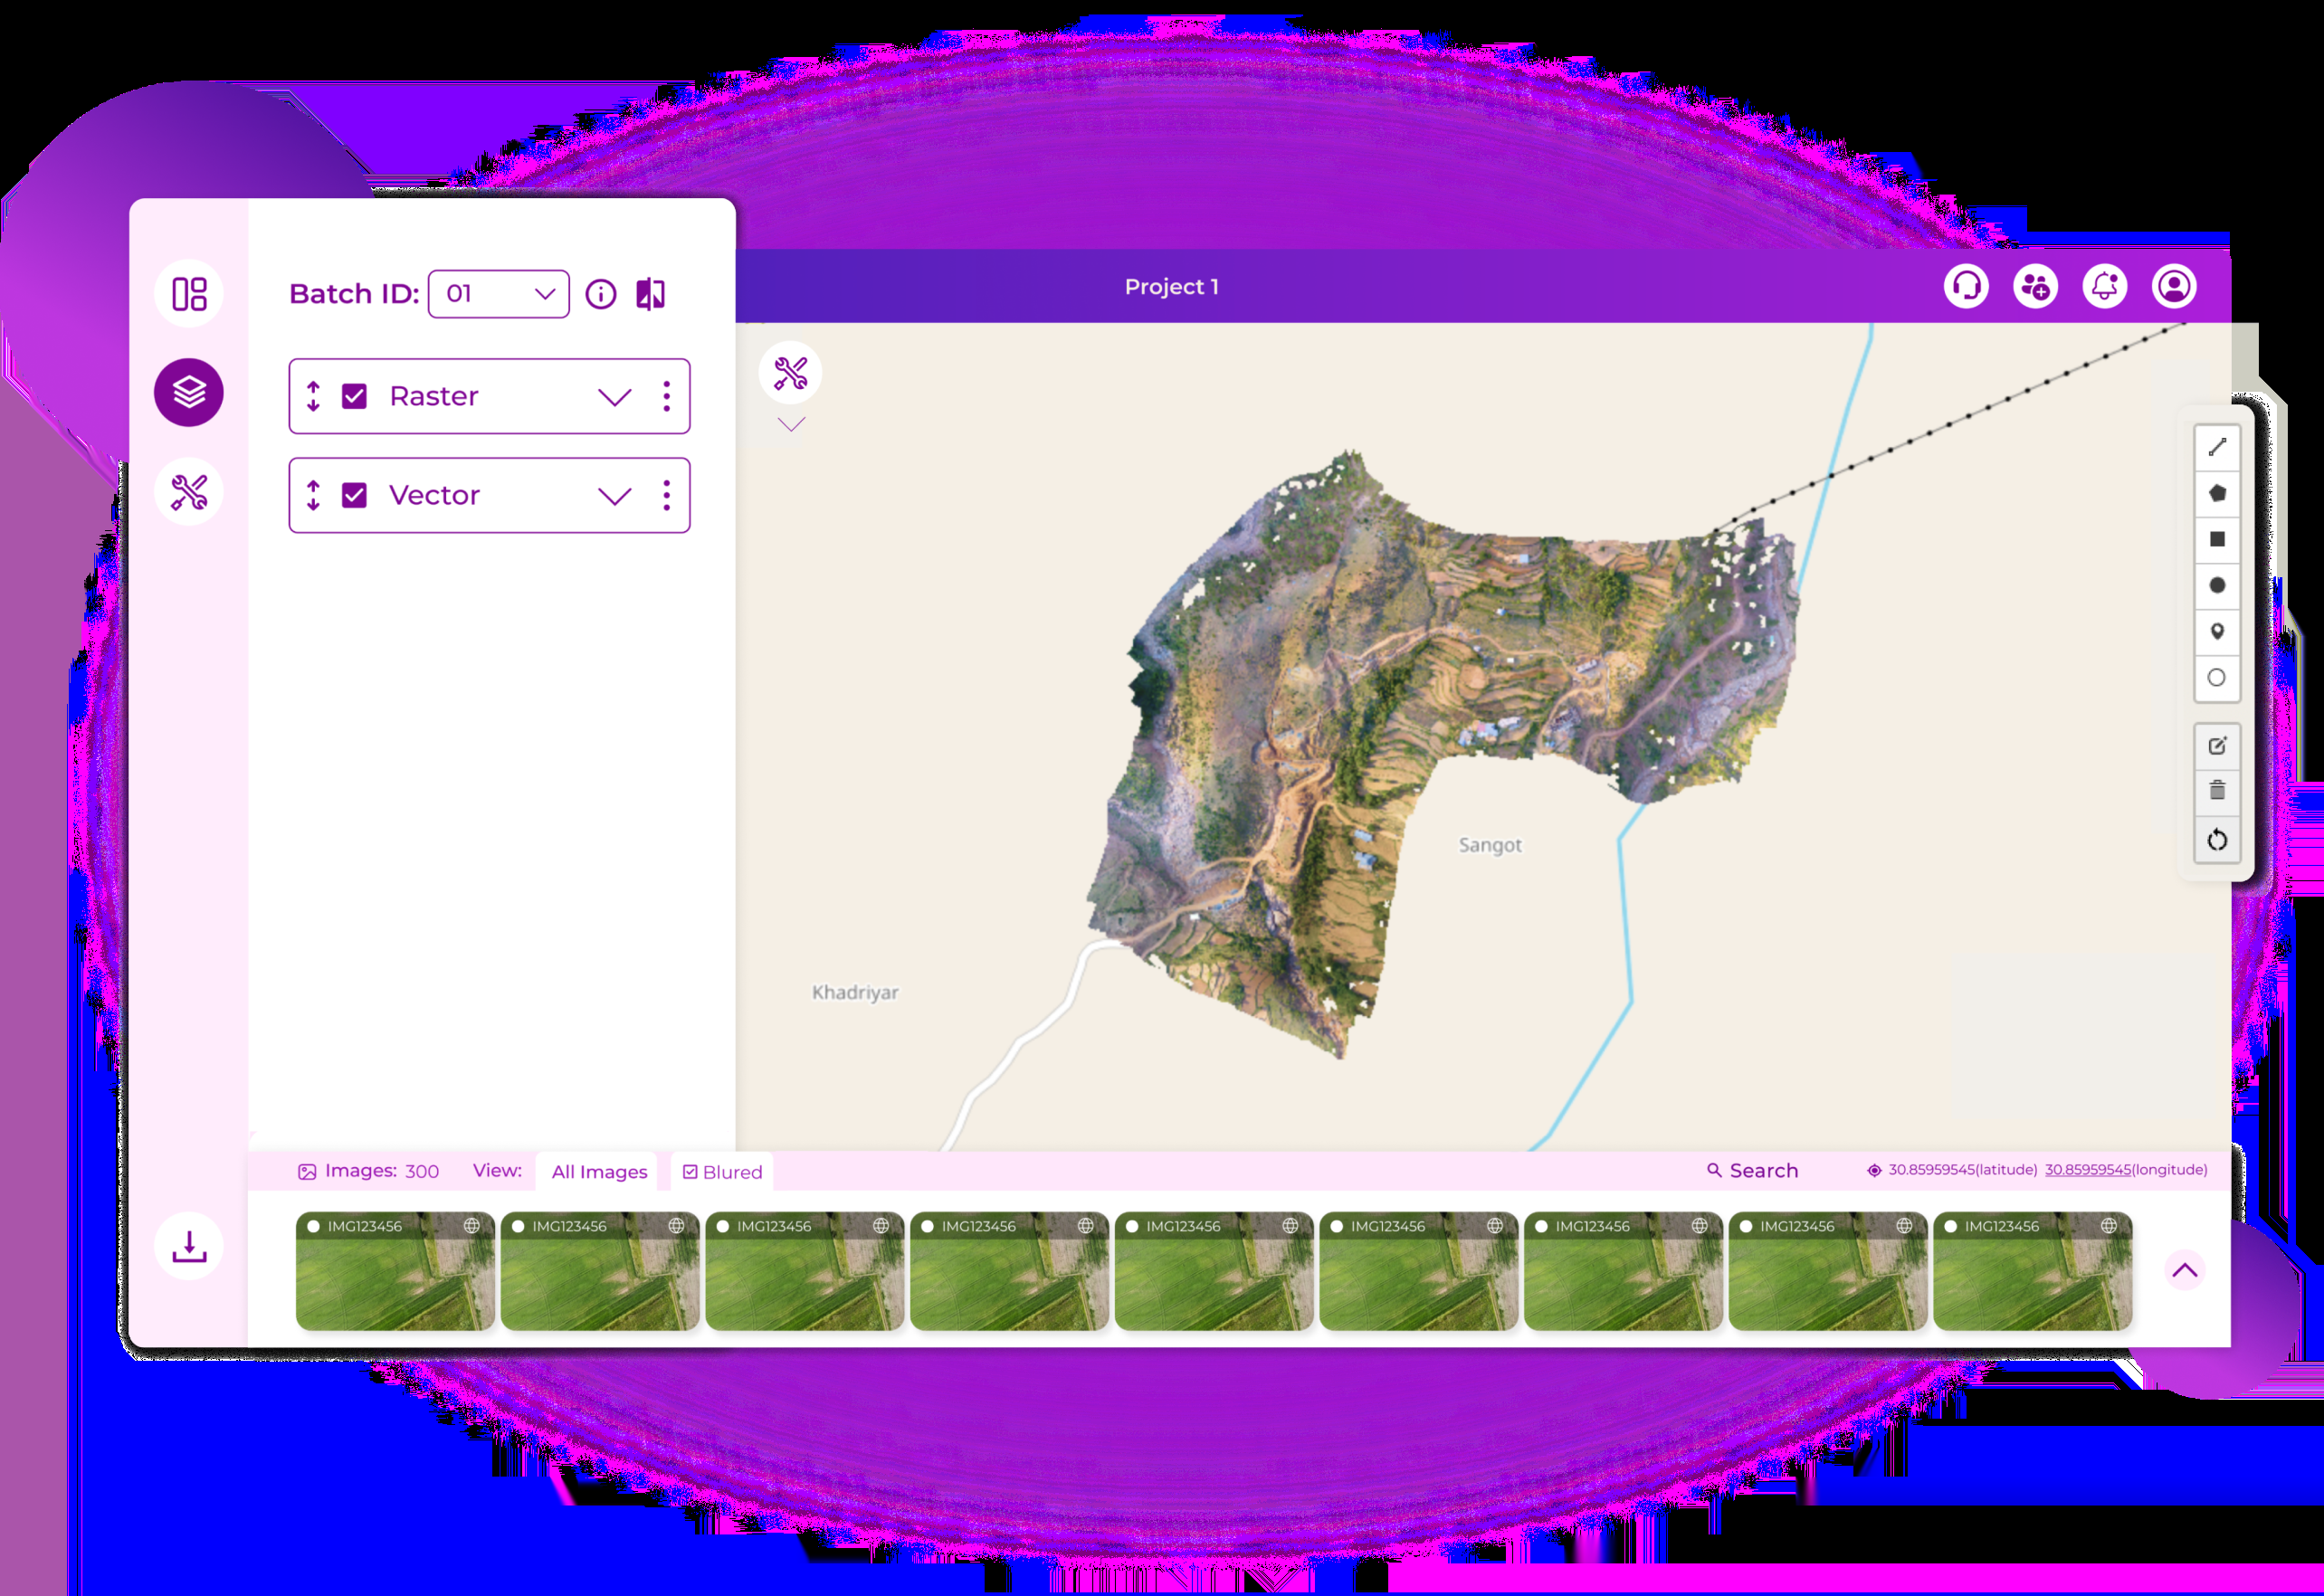 Batch ID: 01
Project 1
Raster
Vector
Sangot
Khadriyar
Images: 300 View: All Images Blured Search 30.85959545(latitude) 30.85959545(longitude)
IMG123456 IMG123456 IMG123456 IMG123456 IMG123456 IMG123456 IMG123456 IMG123456 IMG123456